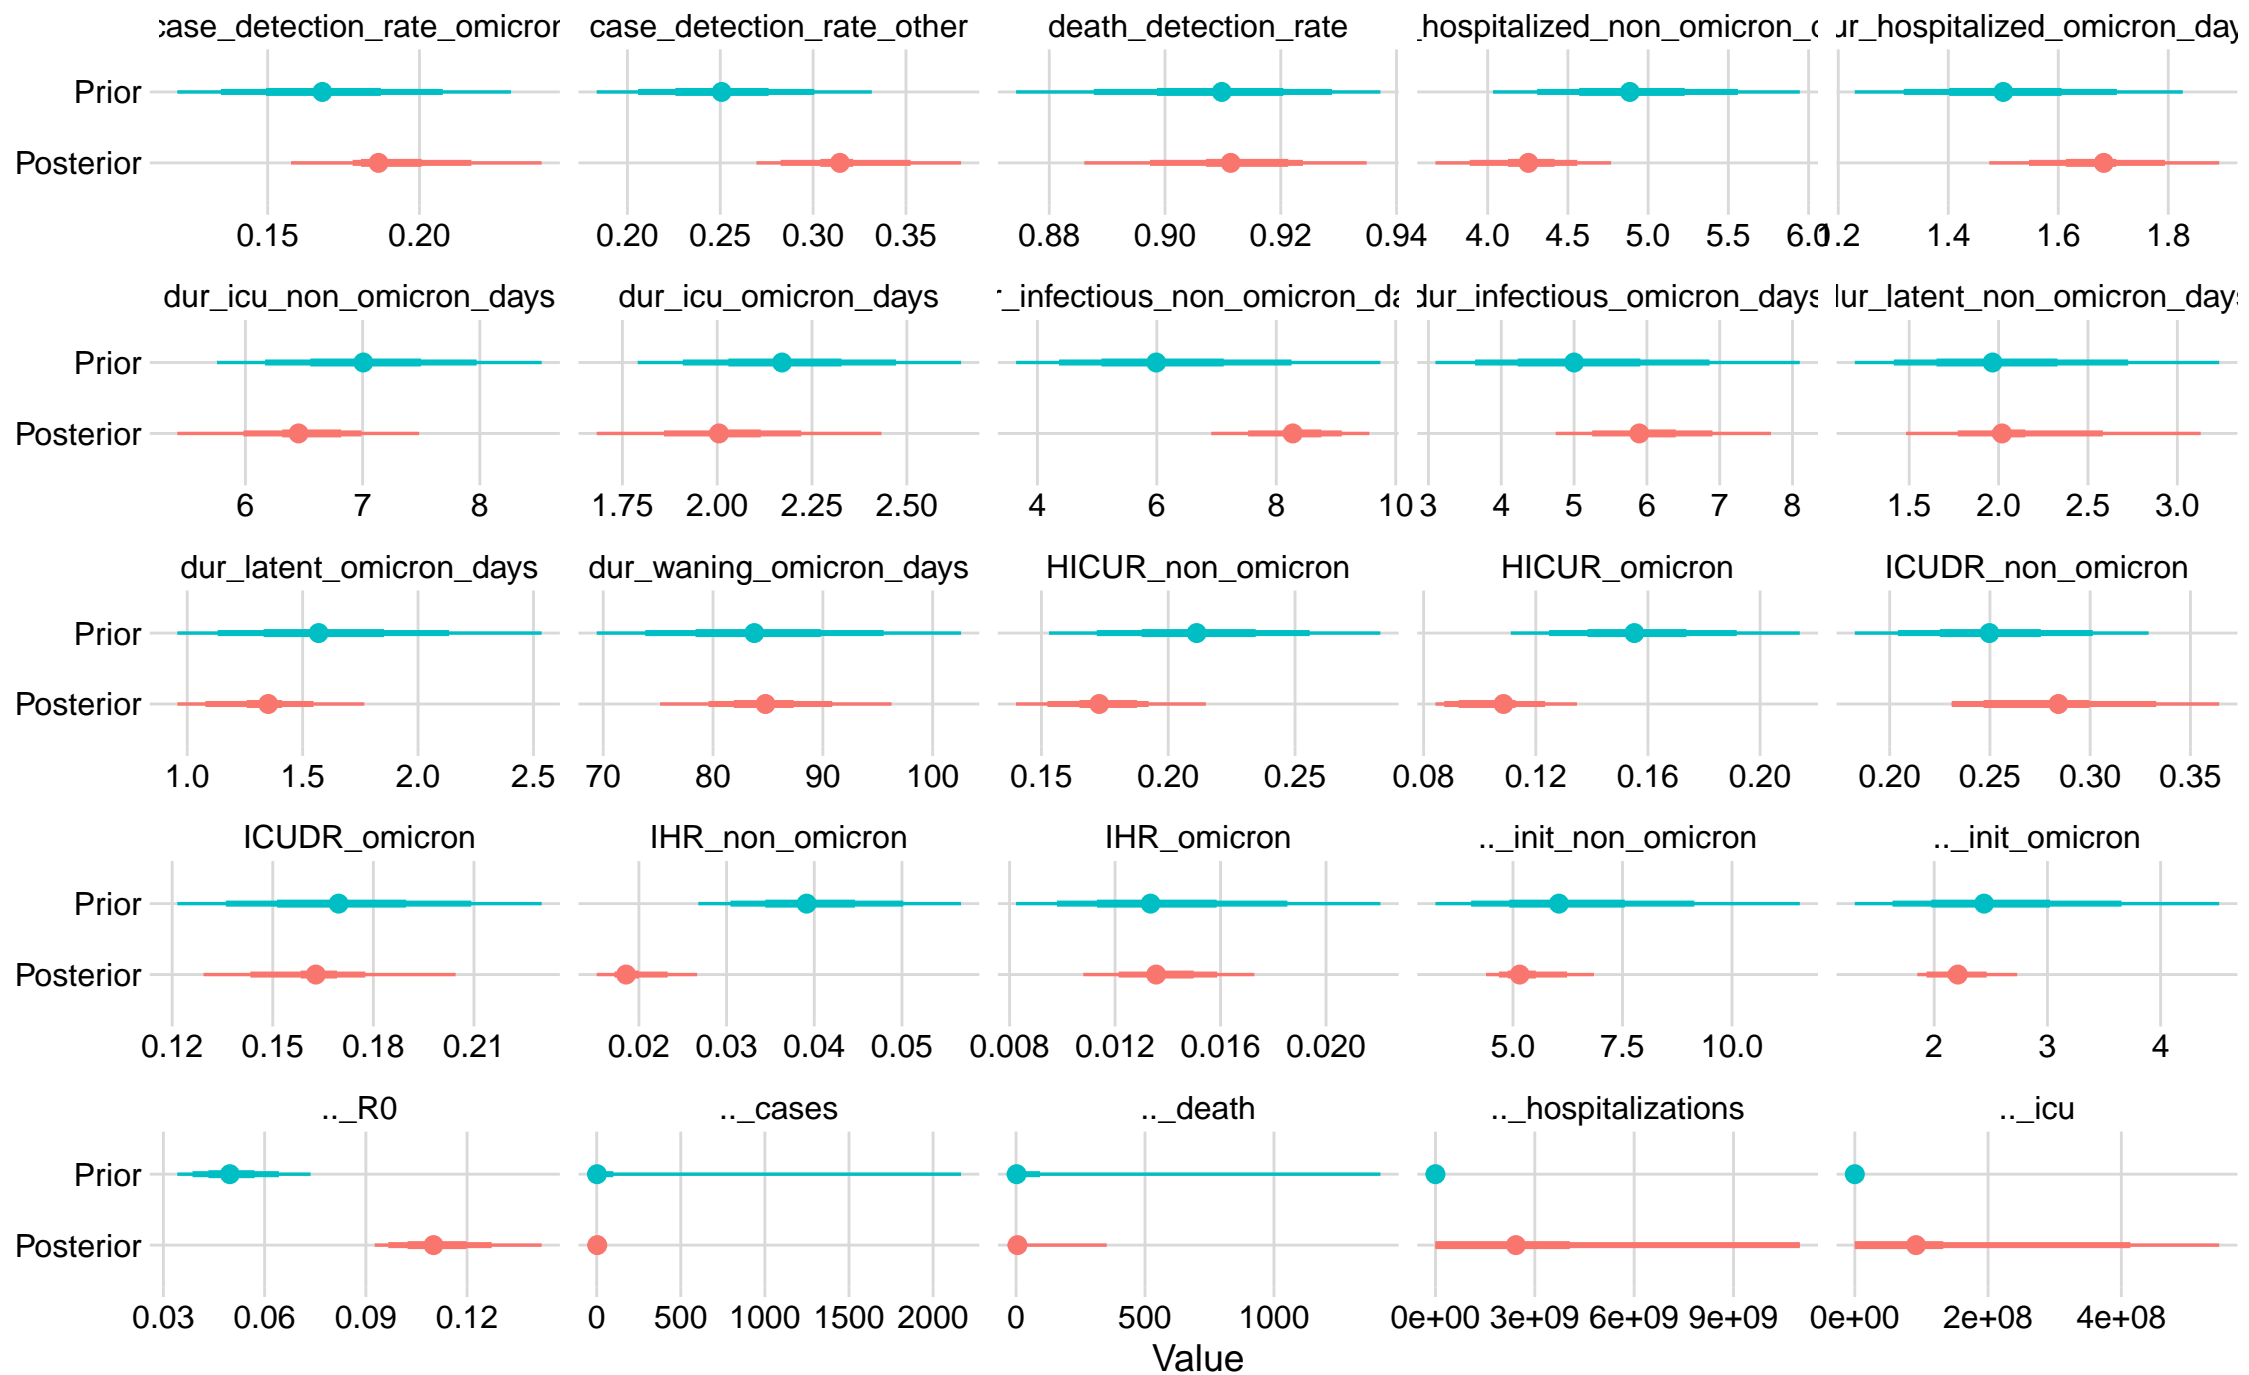 case_detection_rate_omicron case_detection_rate_other death_detection_rate _hospitalized_non_omicron_d ur_hospitalized_omicron_day
Prior
Posterior
0.15 0.20 0.20 0.25 0.30 0.35 0.88 0.90 0.92 0.94 4.0 4.5 5.0 5.5 6.0 1.2 1.4 1.6 1.8
dur_icu_non_omicron_days dur_icu_omicron_days r_infectious_non_omicron_da dur_infectious_omicron_days dur_latent_non_omicron_days
Prior
Posterior
6 7 8 1.75 2.00 2.25 2.50 4 6 8 10 3 4 5 6 7 8 1.5 2.0 2.5 3.0
dur_latent_omicron_days dur_waning_omicron_days HICUR_non_omicron HICUR_omicron ICUDR_non_omicron
Prior
Posterior
1.0 1.5 2.0 2.5 70 80 90 100 0.15 0.20 0.25 0.08 0.12 0.16 0.20 0.20 0.25 0.30 0.35
ICUDR_omicron IHR_non_omicron IHR_omicron .._init_non_omicron .._init_omicron
Prior
Posterior
0.12 0.15 0.18 0.21 0.02 0.03 0.04 0.05 0.008 0.012 0.016 0.020 5.0 7.5 10.0 2 3 4
.._R0 .._cases .._death .._hospitalizations .._icu
Prior
Posterior
0.03 0.06 0.09 0.12 0 500 1000 1500 2000 0 500 1000 0e+00 3e+09 6e+09 9e+09 0e+00 2e+08 4e+08
Value